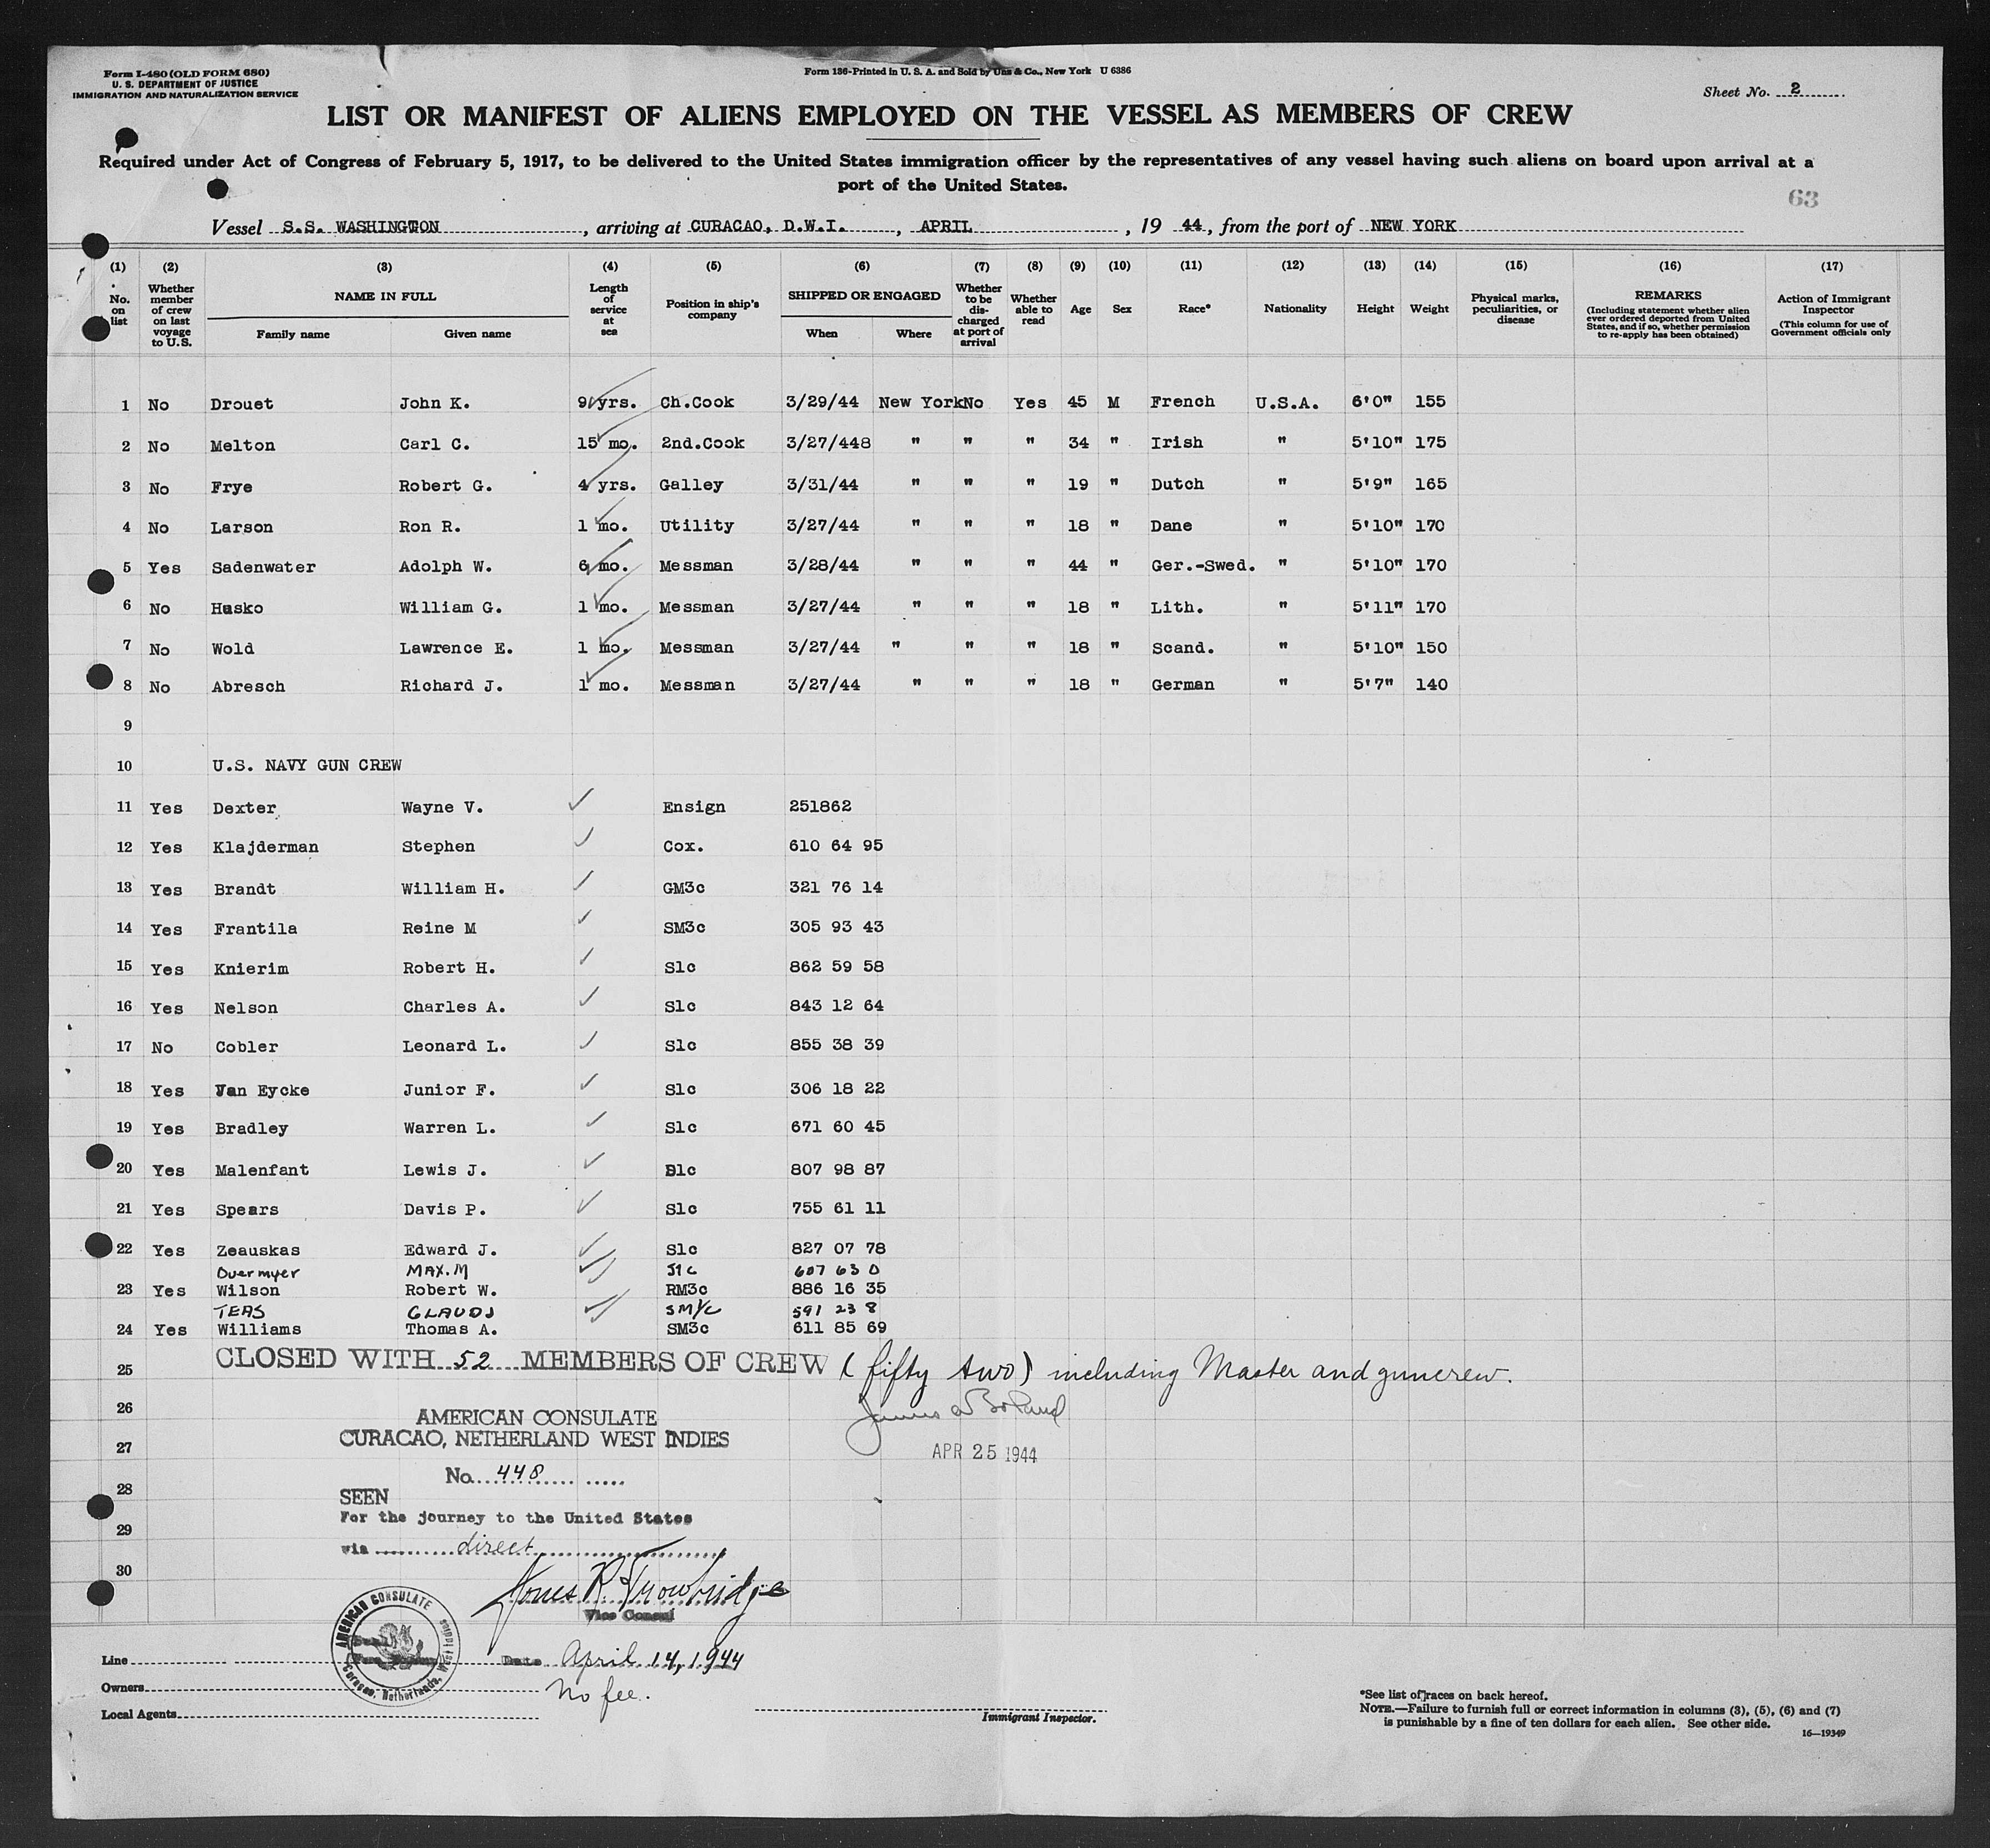 Form I-480 (OLD FORM 680)
U. S. DEPARTMENT OF JUSTICE
IMMIGRATION AND NATURALIZATION SERVICE
Form 136-Printed in U. S. A. and Sold by Unz & Co., New York U 6386
Sheet No. 2
LIST OR MANIFEST OF ALIENS EMPLOYED ON THE VESSEL AS MEMBERS OF CREW
Required under Act of Congress of February 5, 1917, to be delivered to the United States immigration officer by the representatives of any vessel having such aliens on board upon arrival at a
port of the United States.
63
Vessel S.S. WASHINGTON, arriving at CURACAO, D.W.I., APRIL, 19 44, from the port of NEW YORK
(1) No. on list
(2) Whether member of crew on last voyage to U.S.
(3) NAME IN FULL Family name Given name
(4) Length of service at sea
(5) Position in ship's company
(6) SHIPPED OR ENGAGED When Where
(7) Whether to be discharged at port of arrival
(8) Whether able to read
(9) Age
(10) Sex
(11) Race*
(12) Nationality
(13) Height
(14) Weight
(15) Physical marks, peculiarities, or disease
(16) REMARKS (Including statement whether alien ever ordered deported from United States, and if so, whether permission to re-apply has been obtained)
(17) Action of Immigrant Inspector (This column for use of Government officials only
1 No Drouet John K. 9 yrs. Ch.Cook 3/29/44 New York No Yes 45 M French U.S.A. 6'0" 155
2 No Melton Carl C. 15 mo. 2nd.Cook 3/27/448 " " " 34 " Irish " 5'10" 175
3 No Frye Robert G. 4 yrs. Galley 3/31/44 " " " 19 " Dutch " 5'9" 165
4 No Larson Ron R. 1 mo. Utility 3/27/44 " " " 18 " Dane " 5'10" 170
5 Yes Sadenwater Adolph W. 6 mo. Messman 3/28/44 " " " 44 " Ger.-Swed. " 5'10" 170
6 No Husko William G. 1 mo. Messman 3/27/44 " " " 18 " Lith. " 5'11" 170
7 No Wold Lawrence E. 1 mo. Messman 3/27/44 " " " 18 " Scand. " 5'10" 150
8 No Abresch Richard J. 1 mo. Messman 3/27/44 " " " 18 " German " 5'7" 140
9
10 U.S. NAVY GUN CREW
11 Yes Dexter Wayne V. Ensign 251862
12 Yes Klajderman Stephen Cox. 610 64 95
13 Yes Brandt William H. GM3c 321 76 14
14 Yes Frantila Reine M SM3c 305 93 43
15 Yes Knierim Robert H. S1c 862 59 58
16 Yes Nelson Charles A. S1c 843 12 64
17 No Cobler Leonard L. S1c 855 38 39
18 Yes Van Eycke Junior F. S1c 306 18 22
19 Yes Bradley Warren L. S1c 671 60 45
20 Yes Malenfant Lewis J. S1c 807 98 87
21 Yes Spears Davis P. S1c 755 61 11
22 Yes Zeauskas Edward J. S1c 827 07 78
Overmyer MAX.M S1c 607 63 0
23 Yes Wilson Robert W. RM3c 886 16 35
TEAS 591 23 8
24 Yes Williams Thomas A. SM3c 611 85 69
25 CLOSED WITH 52 MEMBERS OF CREW (fifty two) including Master and guncrew.
26 AMERICAN CONSULATE
27 CURACAO, NETHERLAND WEST INDIES
APR 25 1944
No. 448
28 SEEN
For the journey to the United States
29 via direct
30
Vice Consul
AMERICAN CONSULATE
Curacao, Netherlands, West Indies
Line
Date April 14, 1944
Owners
No fee.
Local Agents
Immigrant Inspector.
*See list of races on back hereof.
NOTE.—Failure to furnish full or correct information in columns (3), (5), (6) and (7)
is punishable by a fine of ten dollars for each alien. See other side.
16—19349